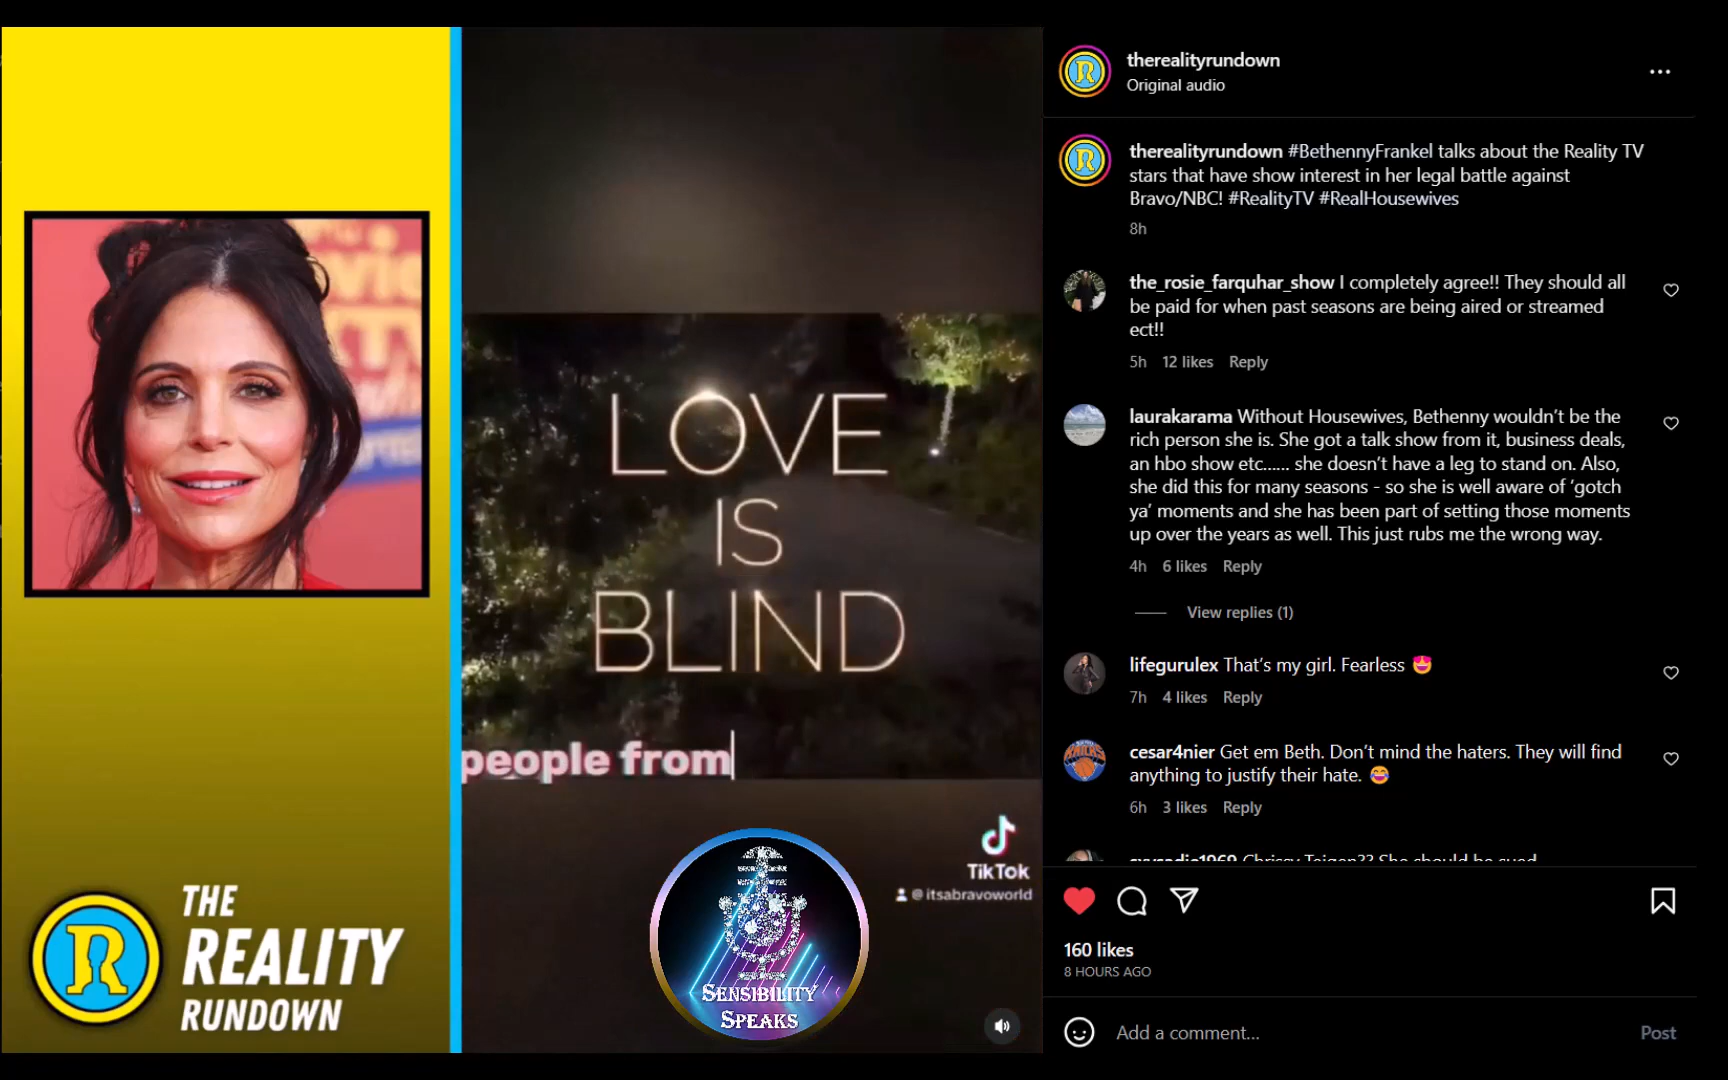 THE
REALITY
RUNDOWN
LOVE
IS
BLIND
people from
TikTok
@itsabravoworld
SENSIBILITY
SPEAKS
therealityrundown
Original audio
therealityrundown #BethennyFrankel talks about the Reality TV
stars that have show interest in her legal battle against
Bravo/NBC! #RealityTV #RealHousewives
8h
the_rosie_farquhar_show I completely agree!! They should all
be paid for when past seasons are being aired or streamed
ect!!
5h 12 likes Reply
laurakarama Without Housewives, Bethenny wouldn't be the
rich person she is. She got a talk show from it, business deals,
an hbo show etc...... she doesn't have a leg to stand on. Also,
she did this for many seasons - so she is well aware of 'gotch
ya' moments and she has been part of setting those moments
up over the years as well. This just rubs me the wrong way.
4h 6 likes Reply
View replies (1)
lifegurulex That's my girl. Fearless 😍
7h 4 likes Reply
cesar4nier Get em Beth. Don't mind the haters. They will find
anything to justify their hate. 😂
6h 3 likes Reply
Chrissy Teigen?? She should be sued
160 likes
8 HOURS AGO
Add a comment...
Post